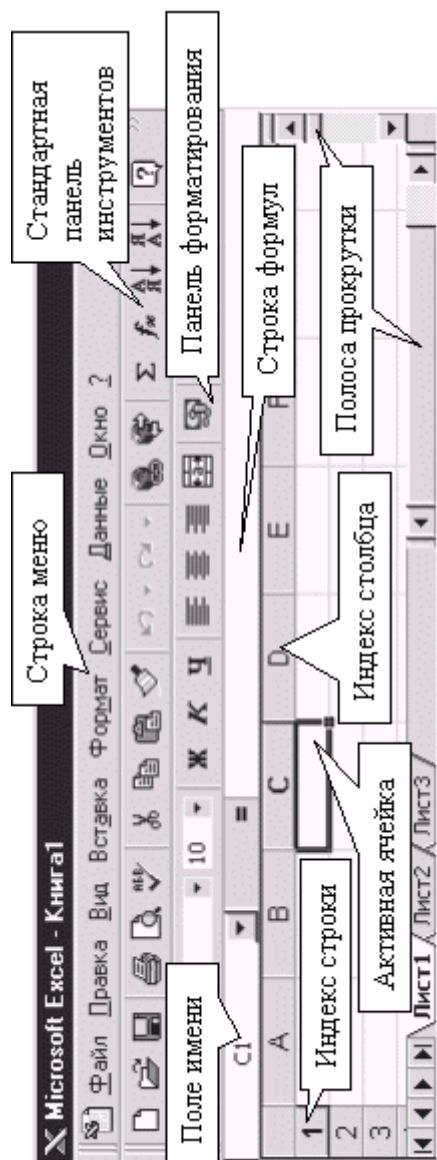 Microsoft Excel - Книга1
Файл Правка Вид Вставка Формат Сервис Данные Окно ?
Строка меню
Стандартная
панель
инструментов
10 Ж К Ч
Поле имени
Панель форматирования
C1 =
Строка формул
A B C D E F
1
2
3
Индекс строки
Активная ячейка
Индекс столбца
Полоса прокрутки
Лист1 Лист2 Лист3